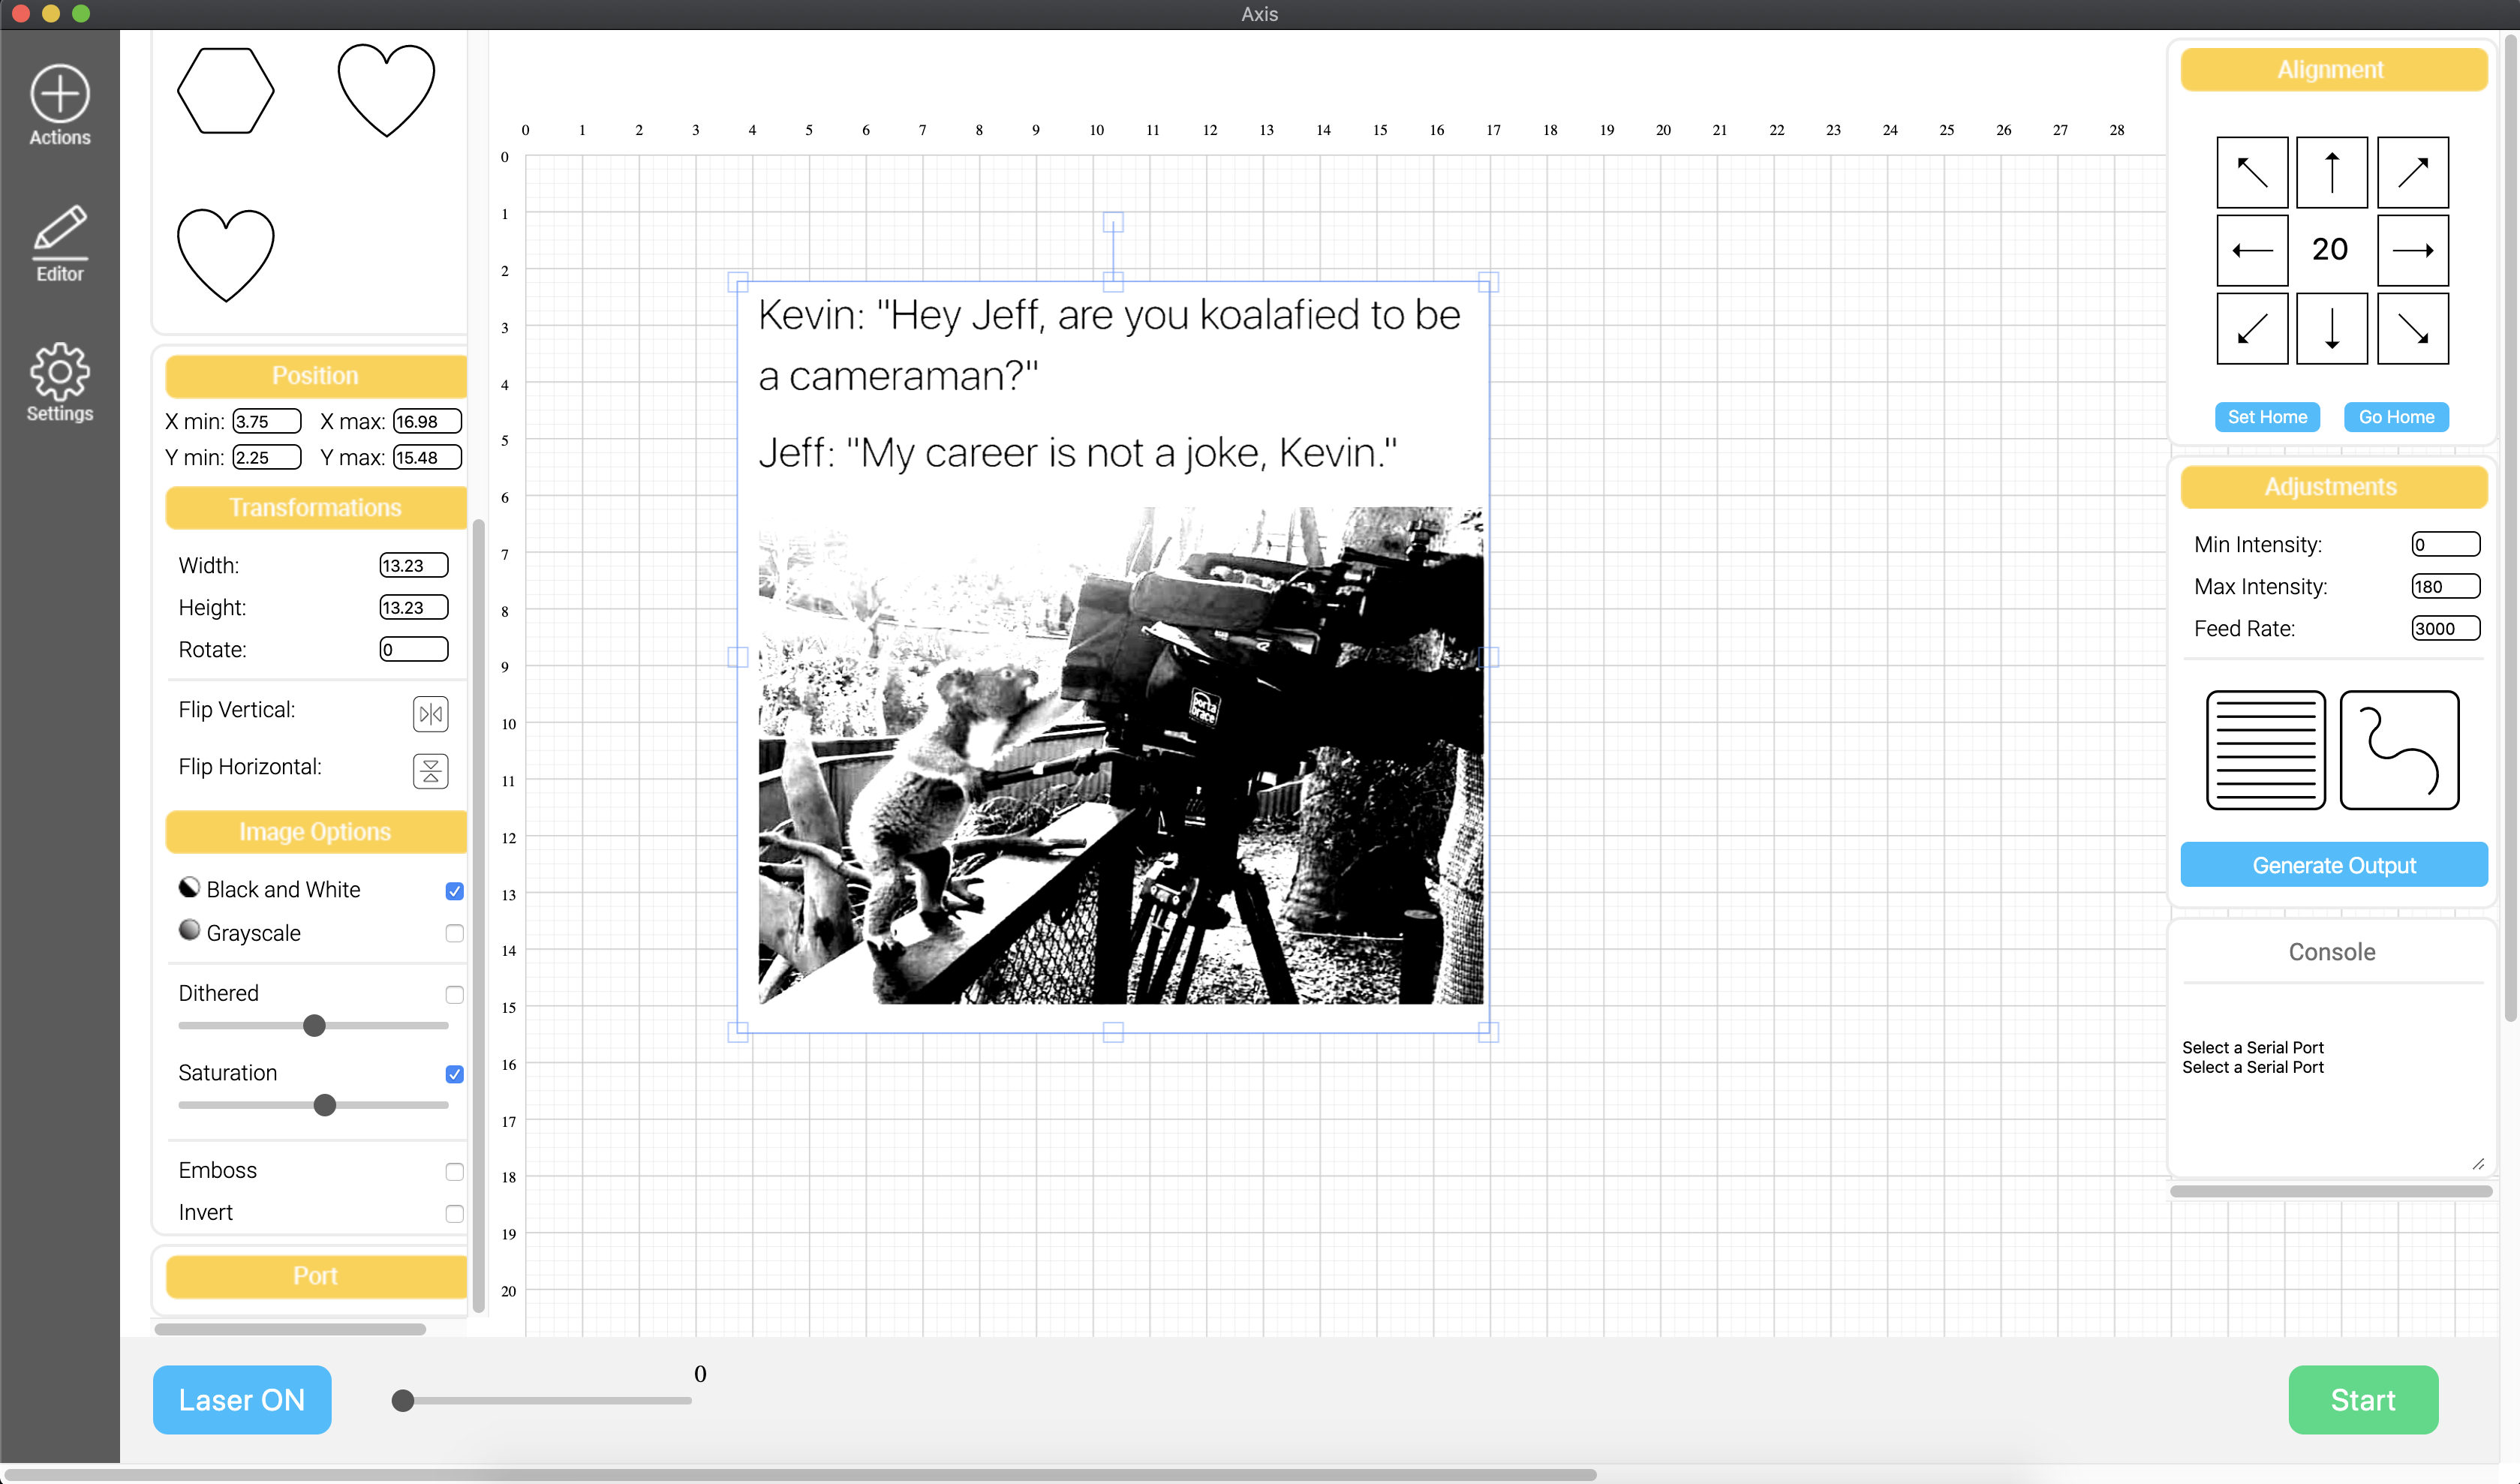 Axis
Actions
Editor
Settings
Position
X min: 3.75 X max: 16.98
Y min: 2.25 Y max: 15.48
Transformations
Width: 13.23
Height: 13.23
Rotate: 0
Flip Vertical:
Flip Horizontal:
Image Options
Black and White
Grayscale
Dithered
Saturation
Emboss
Invert
Port
0 1 2 3 4 5 6 7 8 9 10 11 12 13 14 15 16 17 18 19 20 21 22 23 24 25 26 27 28
0
1
2
3
4
5
6
7
8
9
10
11
12
13
14
15
16
17
18
19
20
Kevin: "Hey Jeff, are you koalafied to be
a cameraman?"
Jeff: "My career is not a joke, Kevin."
porta
brace
Alignment
20
Set Home Go Home
Adjustments
Min Intensity: 0
Max Intensity: 180
Feed Rate: 3000
Generate Output
Console
Select a Serial Port
Select a Serial Port
Laser ON
0
Start